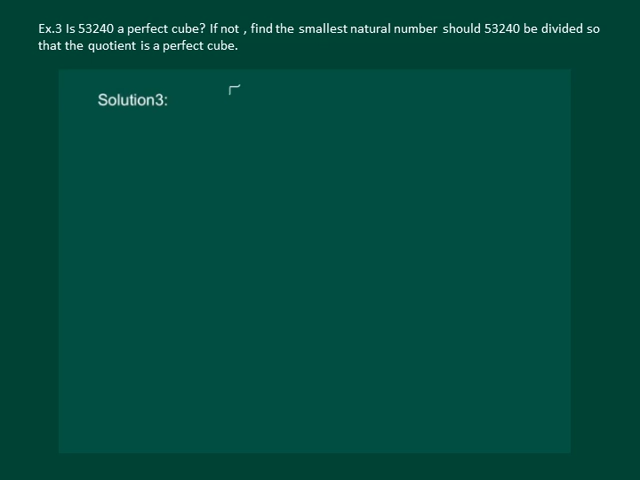 Ex.3 Is 53240 a perfect cube? If not , find the smallest natural number should 53240 be divided so
that the quotient is a perfect cube.
Solution3: